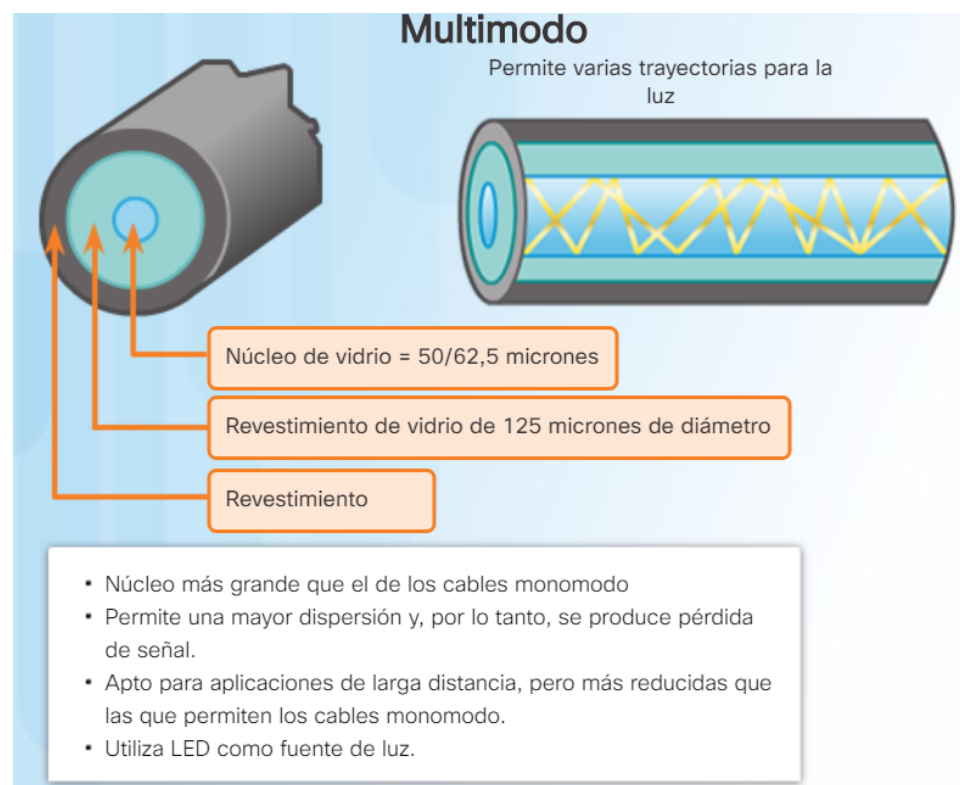 Multimodo
Permite varias trayectorias para la
luz
Núcleo de vidrio = 50/62,5 micrones
Revestimiento de vidrio de 125 micrones de diámetro
Revestimiento
• Núcleo más grande que el de los cables monomodo
• Permite una mayor dispersión y, por lo tanto, se produce pérdida
de señal.
• Apto para aplicaciones de larga distancia, pero más reducidas que
las que permiten los cables monomodo.
• Utiliza LED como fuente de luz.